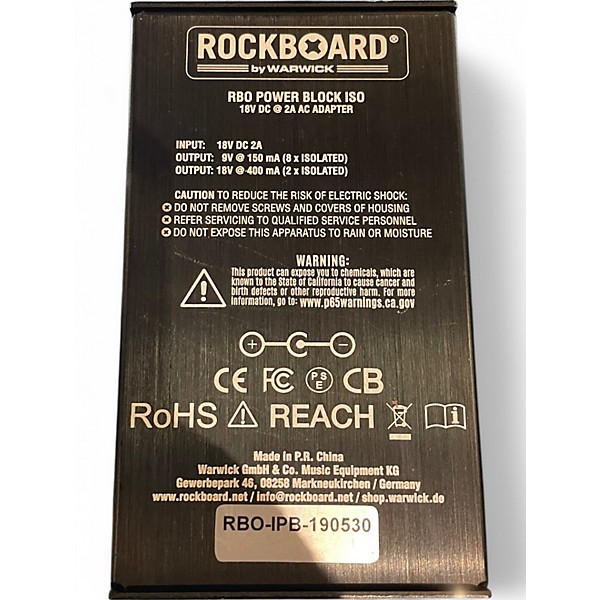 ROCKBOARD®
by WARWICK
RBO POWER BLOCK ISO
18V DC @ 2A AC ADAPTER
INPUT: 18V DC 2A
OUTPUT: 9V @ 150 mA (8 x ISOLATED)
OUTPUT: 18V @ 400 mA (2 x ISOLATED)
CAUTION TO REDUCE THE RISK OF ELECTRIC SHOCK:
DO NOT REMOVE SCREWS AND COVERS OF HOUSING
REFER SERVICING TO QUALIFIED SERVICE PERSONNEL
DO NOT EXPOSE THIS APPARATUS TO RAIN OR MOISTURE
WARNING:
This product can expose you to chemicals, which are
known to the State of California to cause cancer and
birth defects or other reproductive harm. For more
information, go to: www.p65warnings.ca.gov
CE FC PSE CB
RoHS REACH
Made in P.R. China
Warwick GmbH & Co. Music Equipment KG
Gewerbepark 46, 08258 Markneukirchen / Germany
www.rockboard.net / info@rockboard.net / shop.warwick.de
RBO-IPB-190530